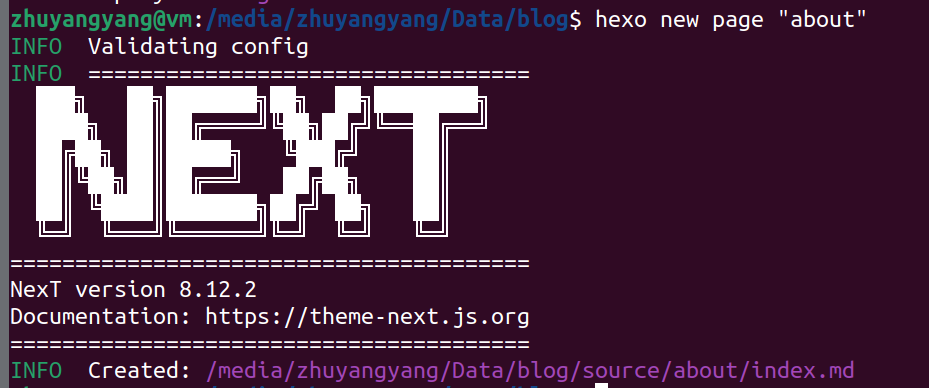 zhuyangyang@vm:/media/zhuyangyang/Data/blog$ hexo new page "about"
INFO  Validating config
INFO  ==================================
NEXT
========================================
NexT version 8.12.2
Documentation: https://theme-next.js.org
========================================
INFO  Created: /media/zhuyangyang/Data/blog/source/about/index.md